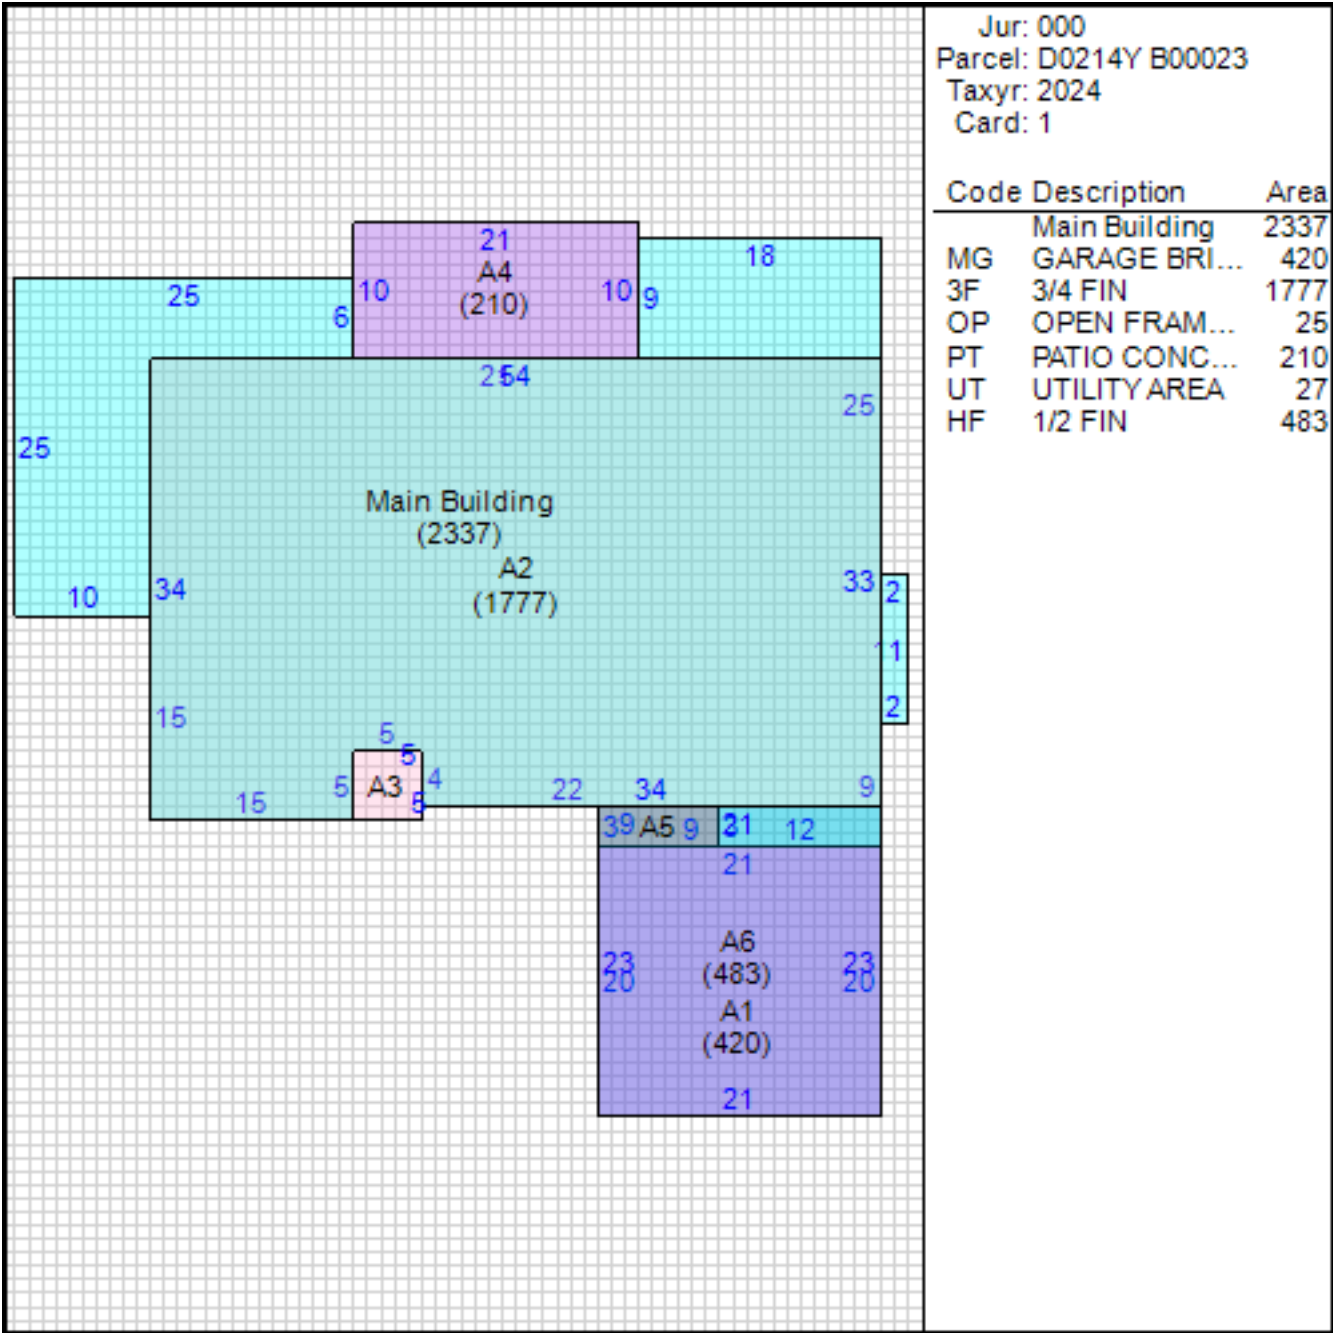 Jur: 000
Parcel: D0214Y B00023
Taxyr: 2024
Card: 1
Code Description Area
Main Building 2337
MG GARAGE BRI... 420
3F 3/4 FIN 1777
OP OPEN FRAM... 25
PT PATIO CONC... 210
UT UTILITY AREA 27
HF 1/2 FIN 483
21
A4
(210)
10
10
9
18
25
6
25
10
54
25
Main Building
(2337)
A2
(1777)
34
33
2
11
2
15
5
5
5
A3
5
4
15
22
34
9
39
A5
9
21
12
21
A6
(483)
A1
(420)
23
20
23
20
21